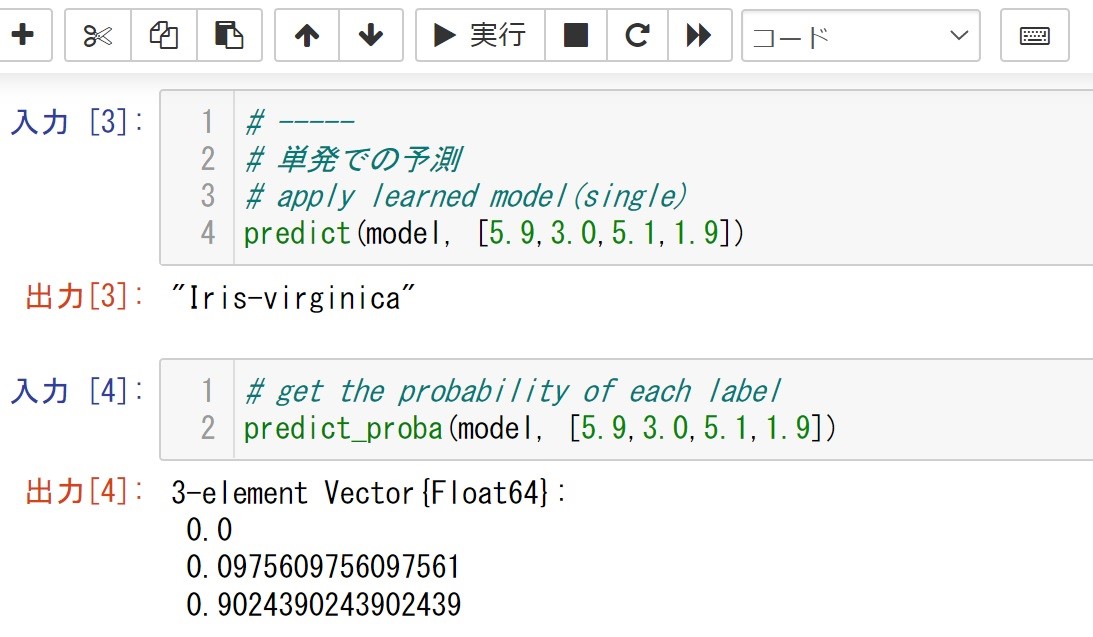 実行
コード
入力 [3]:
1 # -----
2 # 単発での予測
3 # apply learned model(single)
4 predict(model, [5.9,3.0,5.1,1.9])
出力[3]: "Iris-virginica"
入力 [4]:
1 # get the probability of each label
2 predict_proba(model, [5.9,3.0,5.1,1.9])
出力[4]: 3-element Vector{Float64}:
0.0
0.0975609756097561
0.9024390243902439